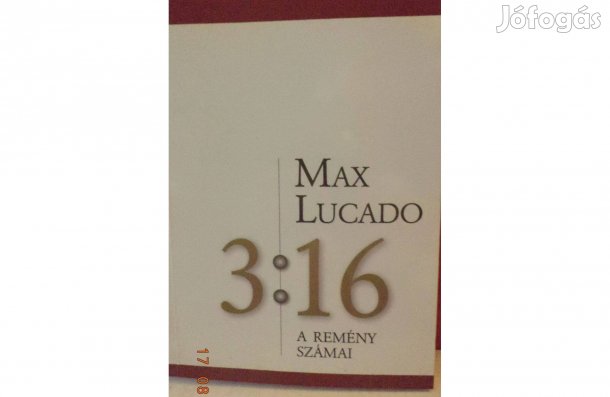 Jófogás
MAX
LUCADO
3:16
A REMÉNY
SZÁMAI
17 08